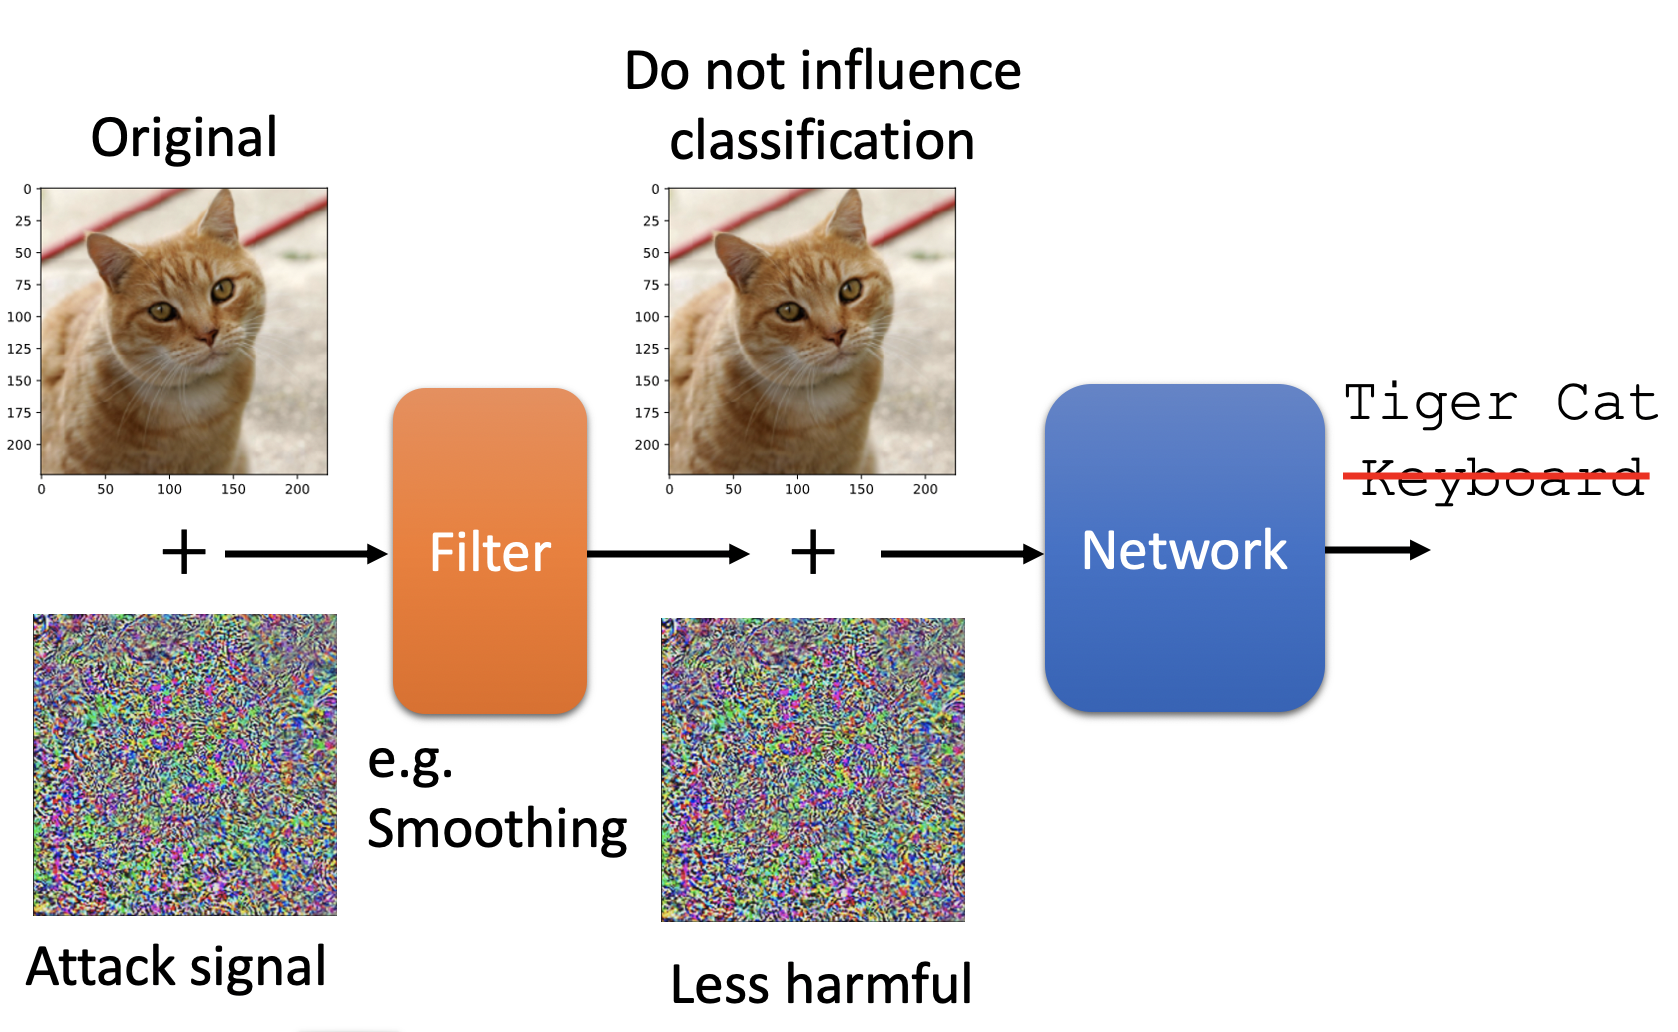 Do not influence
classification
Original
0
25
50
75
100
125
150
175
200
0 50 100 150 200
0
25
50
75
100
125
150
175
200
0 50 100 150 200
Tiger Cat
Keyboard
+
Filter
+
Network
e.g.
Smoothing
Attack signal
Less harmful